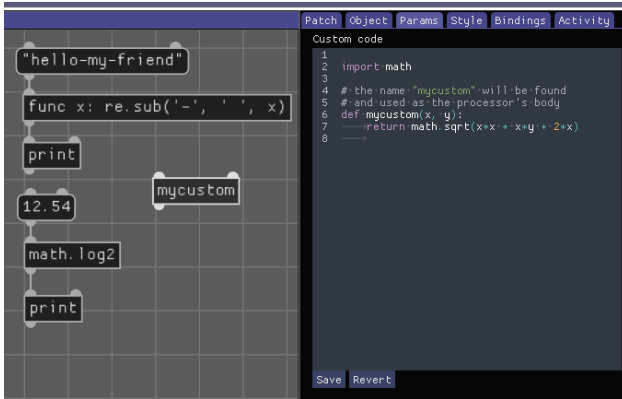 "hello-my-friend"
func x: re.sub('-', ' ', x)
print
mycustom
12.54
math.log2
print
Patch Object Params Style Bindings Activity
Custom code
1
2 import math
3
4 # the name "mycustom" will be found
5 # and used as the processor's body
6 def mycustom(x, y):
7 return math.sqrt(x*x + x*y + 2*x)
8
Save Revert